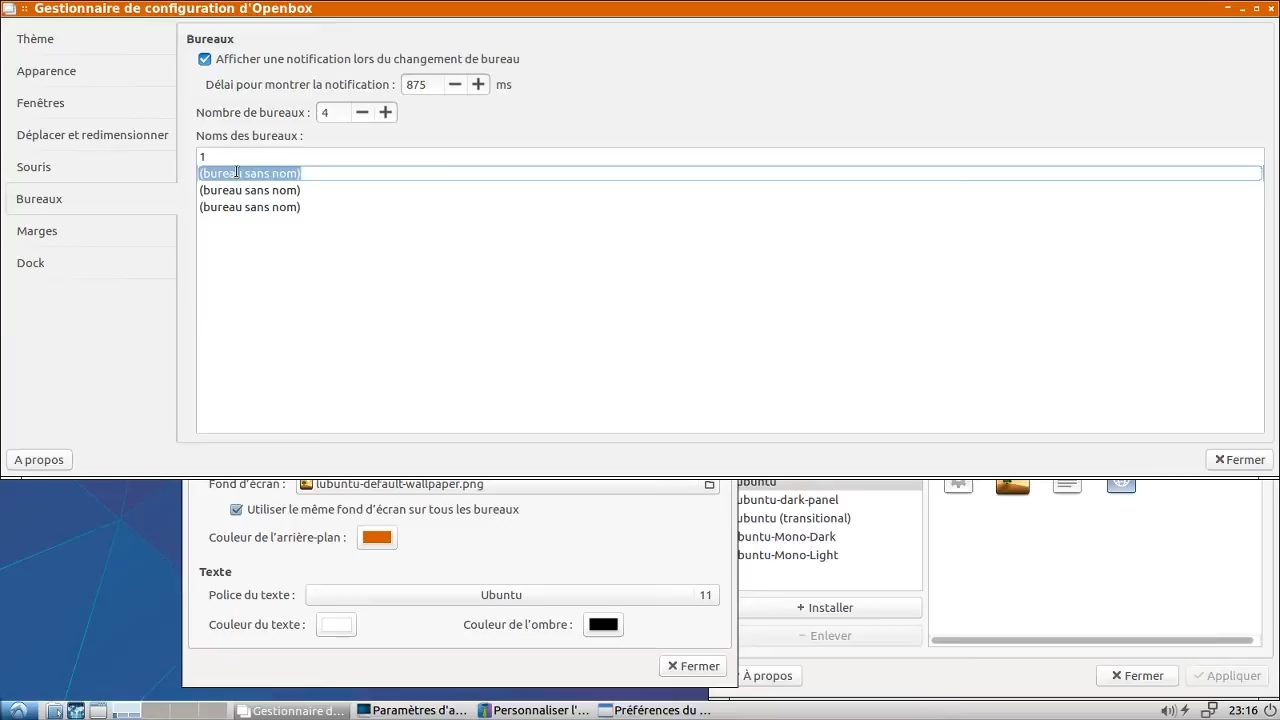 Gestionnaire de configuration d'Openbox
Thème
Apparence
Fenêtres
Déplacer et redimensionner
Souris
Bureaux
Marges
Dock
Bureaux
Afficher une notification lors du changement de bureau
Délai pour montrer la notification : 875 ms
Nombre de bureaux : 4
Noms des bureaux :
1
(bureau sans nom)
(bureau sans nom)
(bureau sans nom)
A propos
Fermer
Fond d'écran : lubuntu-default-wallpaper.png
Utiliser le même fond d'écran sur tous les bureaux
Couleur de l'arrière-plan :
Texte
Police du texte : Ubuntu 11
Couleur du texte :
Couleur de l'ombre :
Fermer
ubuntu
ubuntu-dark-panel
ubuntu (transitional)
buntu-Mono-Dark
buntu-Mono-Light
Installer
Enlever
À propos
Fermer
Appliquer
Gestionnaire d...
Paramètres d'a...
Personnaliser l'...
Préférences du ...
23:16